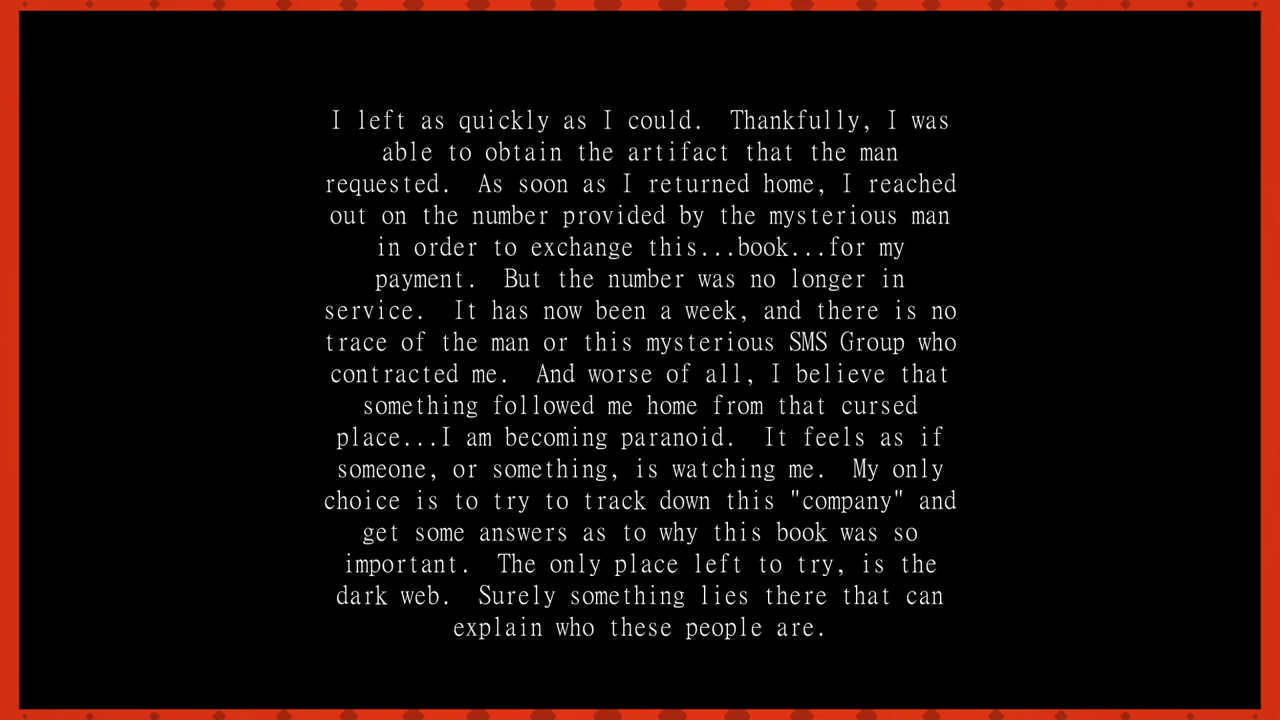 I left as quickly as I could.  Thankfully, I was
able to obtain the artifact that the man
requested.  As soon as I returned home, I reached
out on the number provided by the mysterious man
in order to exchange this...book...for my
payment.  But the number was no longer in
service.  It has now been a week, and there is no
trace of the man or this mysterious SMS Group who
contracted me.  And worse of all, I believe that
something followed me home from that cursed
place...I am becoming paranoid.  It feels as if
someone, or something, is watching me.  My only
choice is to try to track down this "company" and
get some answers as to why this book was so
important.  The only place left to try, is the
dark web.  Surely something lies there that can
explain who these people are.